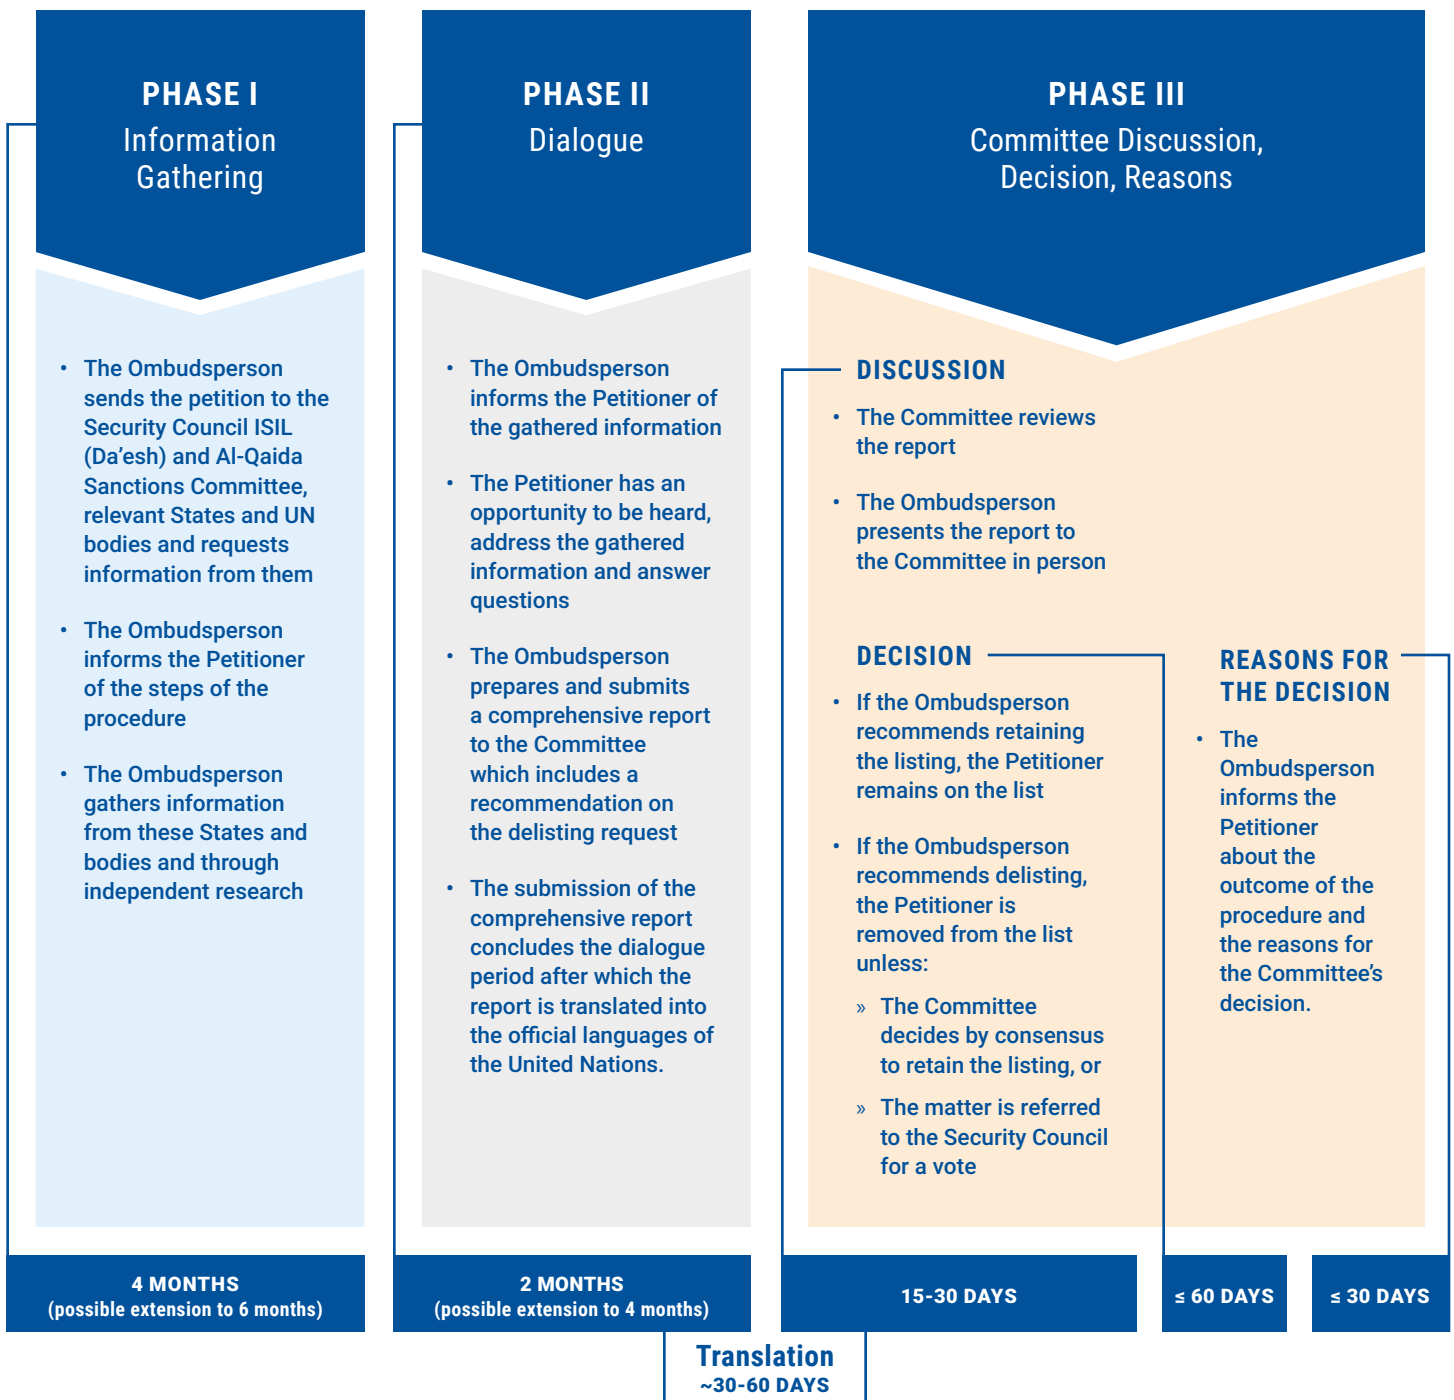 PHASE I
Information
Gathering
• The Ombudsperson
sends the petition to the
Security Council ISIL
(Da’esh) and Al-Qaida
Sanctions Committee,
relevant States and UN
bodies and requests
information from them
• The Ombudsperson
informs the Petitioner
of the steps of the
procedure
• The Ombudsperson
gathers information
from these States and
bodies and through
independent research
4 MONTHS
(possible extension to 6 months)
PHASE II
Dialogue
• The Ombudsperson
informs the Petitioner of
the gathered information
• The Petitioner has an
opportunity to be heard,
address the gathered
information and answer
questions
• The Ombudsperson
prepares and submits
a comprehensive report
to the Committee
which includes a
recommendation on
the delisting request
• The submission of the
comprehensive report
concludes the dialogue
period after which the
report is translated into
the official languages of
the United Nations.
2 MONTHS
(possible extension to 4 months)
Translation
~30-60 DAYS
PHASE III
Committee Discussion,
Decision, Reasons
DISCUSSION
• The Committee reviews
the report
• The Ombudsperson
presents the report to
the Committee in person
15-30 DAYS
DECISION
• If the Ombudsperson
recommends retaining
the listing, the Petitioner
remains on the list
• If the Ombudsperson
recommends delisting,
the Petitioner is
removed from the list
unless:
» The Committee
decides by consensus
to retain the listing, or
» The matter is referred
to the Security Council
for a vote
≤ 60 DAYS
REASONS FOR
THE DECISION
• The
Ombudsperson
informs the
Petitioner
about the
outcome of the
procedure and
the reasons for
the Committee’s
decision.
≤ 30 DAYS